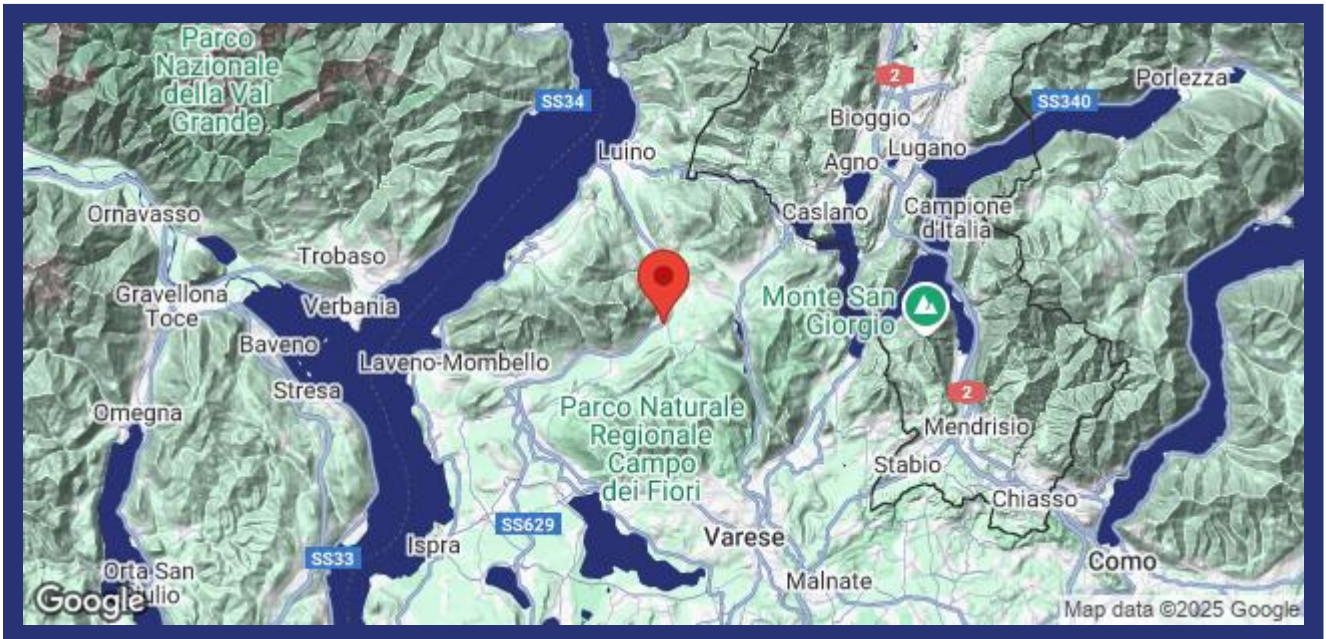 Parco
Nazionale
della Val
Grande
SS34
2
Porlezza
SS340
Bioggio
Luino
Agno
Lugano
Ornavasso
Caslano
Campione
d'Italia
Trobaso
Gravellona
Toce
Verbania
Monte San
Giorgio
Baveno
Laveno-Mombello
Stresa
2
Omegna
Parco Naturale
Regionale
Campo
dei Fiori
Mendrisio
Stabio
Chiasso
SS629
Varese
Ispra
SS33
Como
Orta San
Giulio
Malnate
Google
Map data ©2025 Google